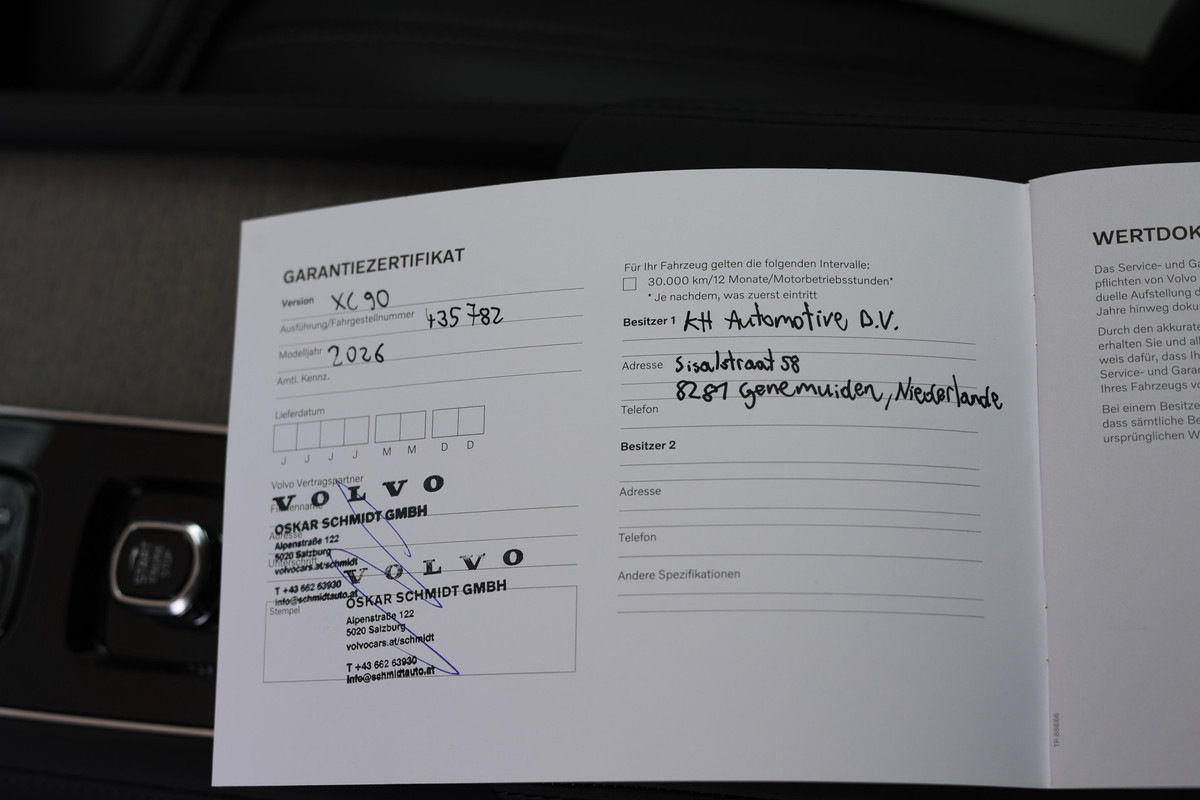 GARANTIEZERTIFIKAT
Version XC 90
Ausführung/Fahrgestellnummer 435782
Modelljahr 2026
Amtl. Kennz.
Lieferdatum
J J J J M M D D
Volvo Vertragspartner
VOLVO
Firmenname
OSKAR SCHMIDT GMBH
Adresse
Alpenstraße 122
5020 Salzburg
Unterschrift
volvocars.at/schmidt
T +43 662 63930
info@schmidtauto.at
Stempel
VOLVO
OSKAR SCHMIDT GMBH
Alpenstraße 122
5020 Salzburg
volvocars.at/schmidt
T +43 662 63930
info@schmidtauto.at
Für Ihr Fahrzeug gelten die folgenden Intervalle:
30.000 km/12 Monate/Motorbetriebsstunden*
* Je nachdem, was zuerst eintritt
Besitzer 1 KH Automotive B.V.
Adresse Sisalstraat 58
8281 Genemuiden, Niederlande
Telefon
Besitzer 2
Adresse
Telefon
Andere Spezifikationen
WERTDOK
Das Service- und Ga
pflichten von Volvo
duelle Aufstellung d
Jahre hinweg doku
Durch den akkurate
erhalten Sie und all
weis dafür, dass Ih
Service- und Garan
Ihres Fahrzeugs vo
Bei einem Besitze
dass sämtliche Be
ursprünglichen W